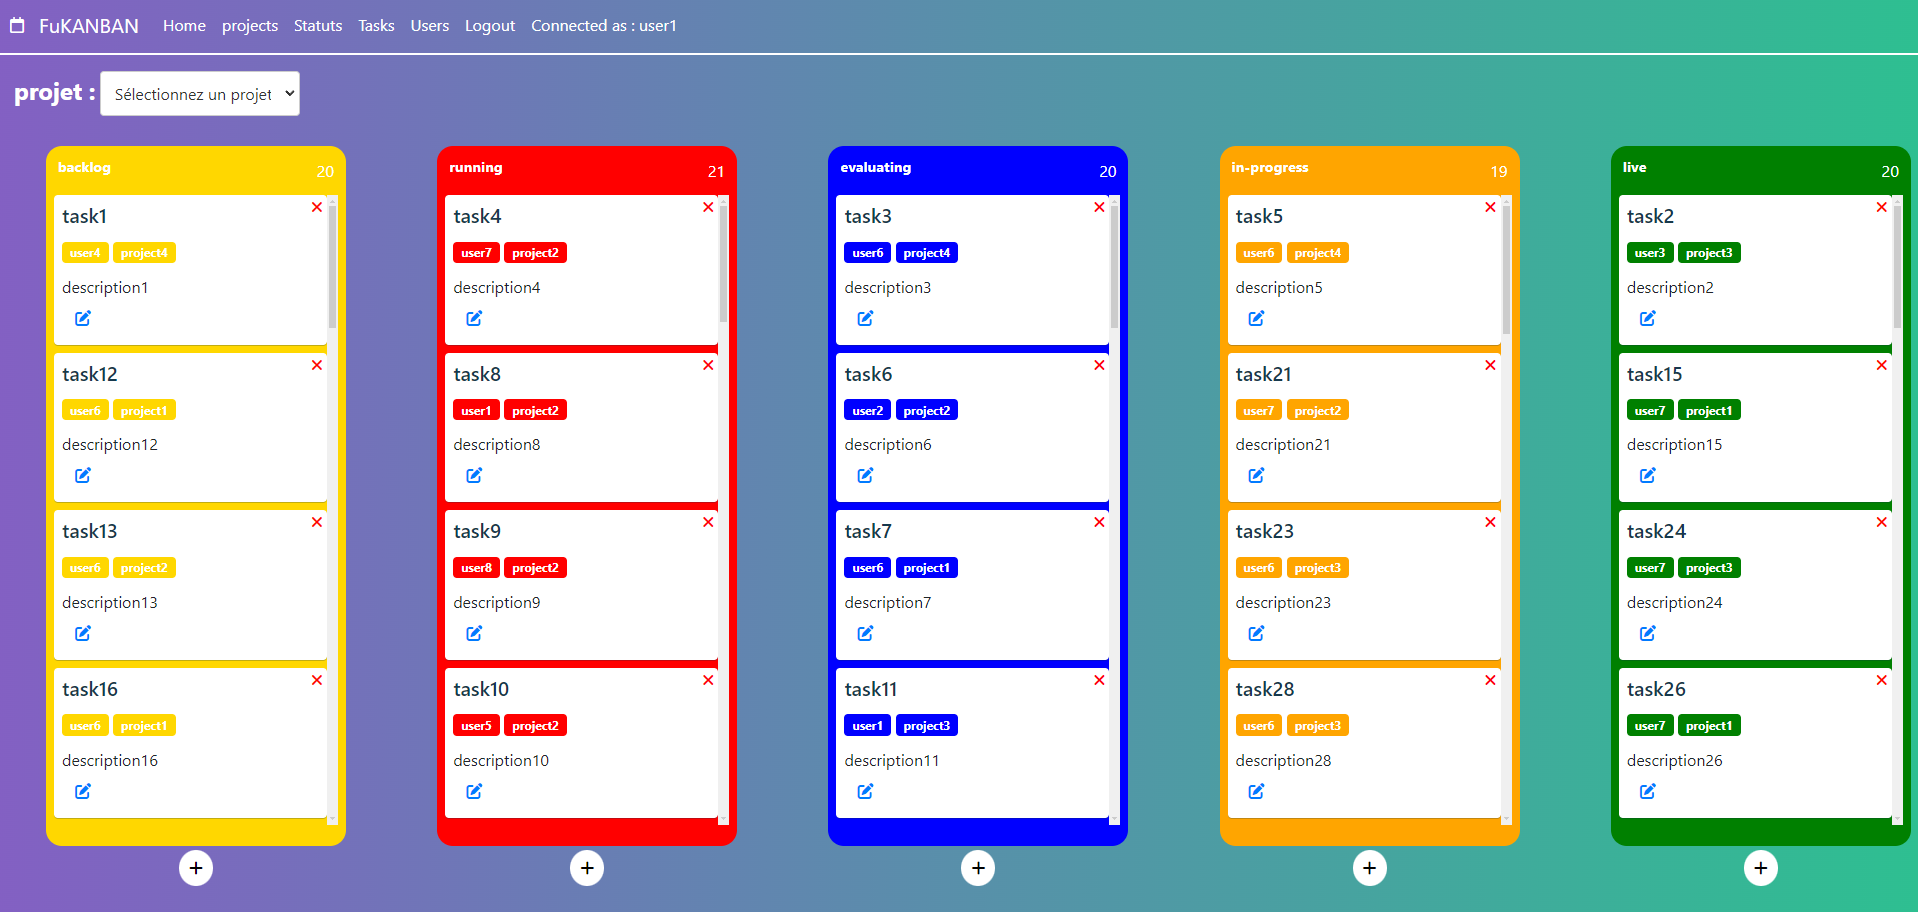 FuKANBAN Home projects Statuts Tasks Users Logout Connected as : user1
projet : Sélectionnez un projet
backlog 20
task1
user4 project4
description1
task12
user6 project1
description12
task13
user6 project2
description13
task16
user6 project1
description16
+
running 21
task4
user7 project2
description4
task8
user1 project2
description8
task9
user8 project2
description9
task10
user5 project2
description10
+
evaluating 20
task3
user6 project4
description3
task6
user2 project2
description6
task7
user6 project1
description7
task11
user1 project3
description11
+
in-progress 19
task5
user6 project4
description5
task21
user7 project2
description21
task23
user6 project3
description23
task28
user6 project3
description28
+
live 20
task2
user3 project3
description2
task15
user7 project1
description15
task24
user7 project3
description24
task26
user7 project1
description26
+